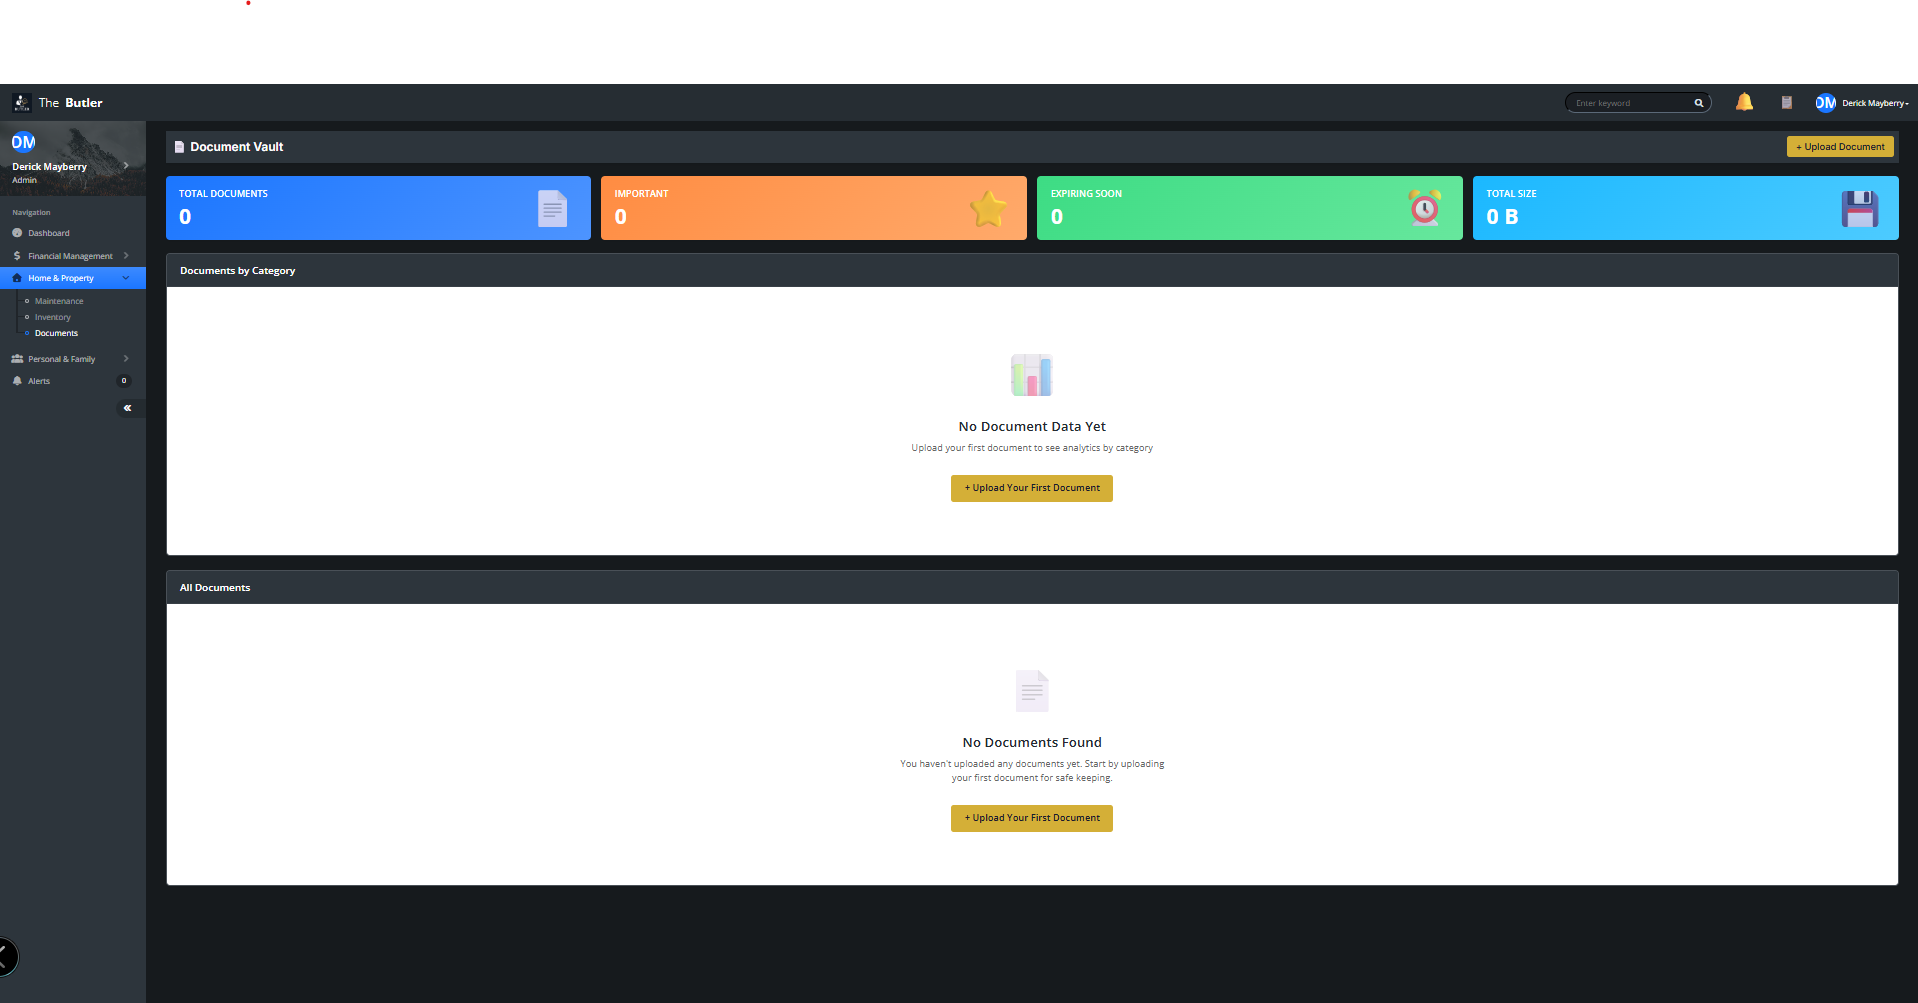 The Butler
Enter keyword
DM
Derick Mayberry
DM
Derick Mayberry
Admin
Navigation
Dashboard
Financial Management
Home & Property
Maintenance
Inventory
Documents
Personal & Family
Alerts
0
Document Vault
+ Upload Document
TOTAL DOCUMENTS
0
IMPORTANT
0
EXPIRING SOON
0
TOTAL SIZE
0 B
Documents by Category
No Document Data Yet
Upload your first document to see analytics by category
+ Upload Your First Document
All Documents
No Documents Found
You haven't uploaded any documents yet. Start by uploading
your first document for safe keeping.
+ Upload Your First Document